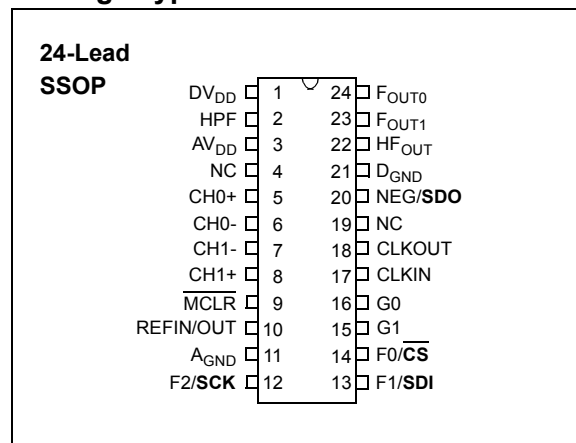 24-Lead
SSOP
DVDD 1 24 FOUT0
HPF 2 23 FOUT1
AVDD 3 22 HFOUT
NC 4 21 DGND
CH0+ 5 20 NEG/SDO
CH0- 6 19 NC
CH1- 7 18 CLKOUT
CH1+ 8 17 CLKIN
MCLR 9 16 G0
REFIN/OUT 10 15 G1
AGND 11 14 F0/CS
F2/SCK 12 13 F1/SDI